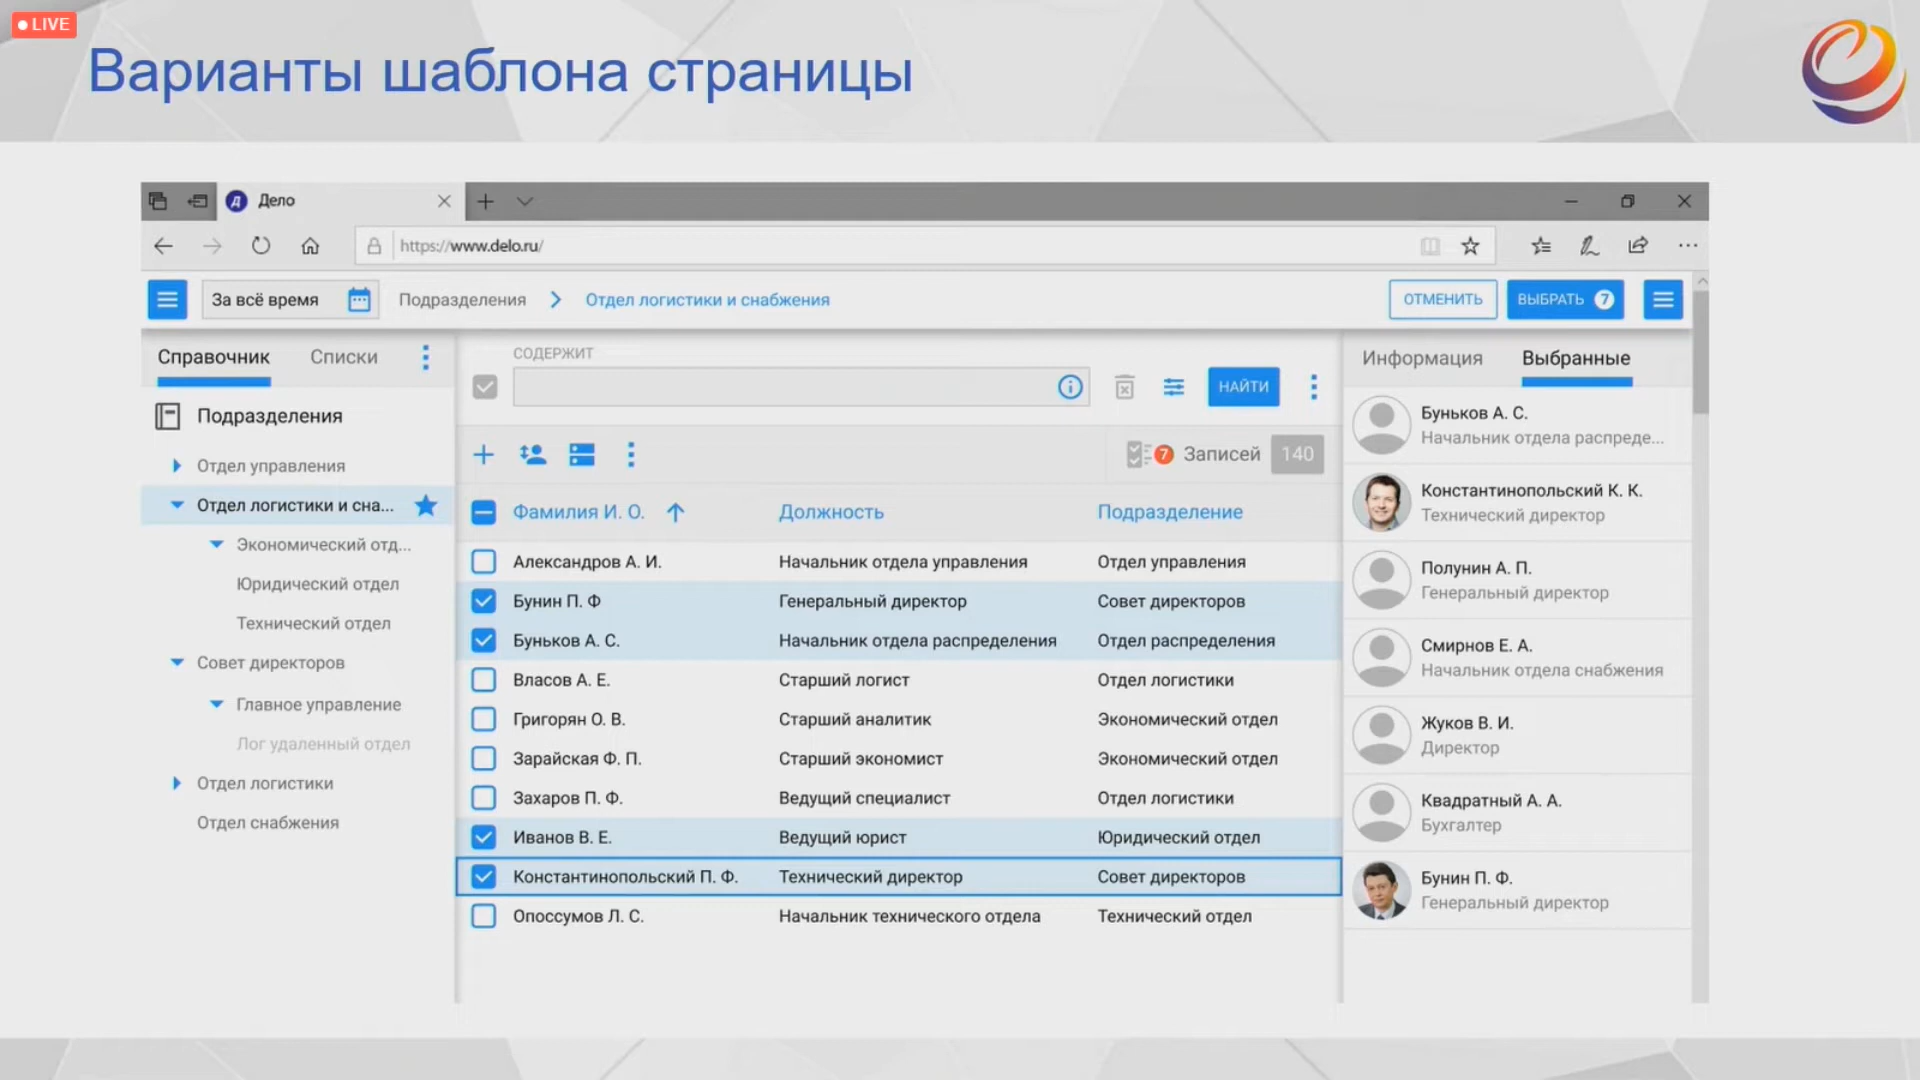 LIVE
Варианты шаблона страницы
Дело
https://www.delo.ru/
За всё время
Подразделения
Отдел логистики и снабжения
ОТМЕНИТЬ
ВЫБРАТЬ 7
Справочник
Списки
Подразделения
Отдел управления
Отдел логистики и сна...
Экономический отд...
Юридический отдел
Технический отдел
Совет директоров
Главное управление
Лог удаленный отдел
Отдел логистики
Отдел снабжения
СОДЕРЖИТ
НАЙТИ
7 Записей 140
Фамилия И. О. Должность Подразделение
Александров А. И. Начальник отдела управления Отдел управления
Бунин П. Ф Генеральный директор Совет директоров
Буньков А. С. Начальник отдела распределения Отдел распределения
Власов А. Е. Старший логист Отдел логистики
Григорян О. В. Старший аналитик Экономический отдел
Зарайская Ф. П. Старший экономист Экономический отдел
Захаров П. Ф. Ведущий специалист Отдел логистики
Иванов В. Е. Ведущий юрист Юридический отдел
Константинопольский П. Ф. Технический директор Совет директоров
Опоссумов Л. С. Начальник технического отдела Технический отдел
Информация
Выбранные
Буньков А. С.
Начальник отдела распреде...
Константинопольский К. К.
Технический директор
Полунин А. П.
Генеральный директор
Смирнов Е. А.
Начальник отдела снабжения
Жуков В. И.
Директор
Квадратный А. А.
Бухгалтер
Бунин П. Ф.
Генеральный директор